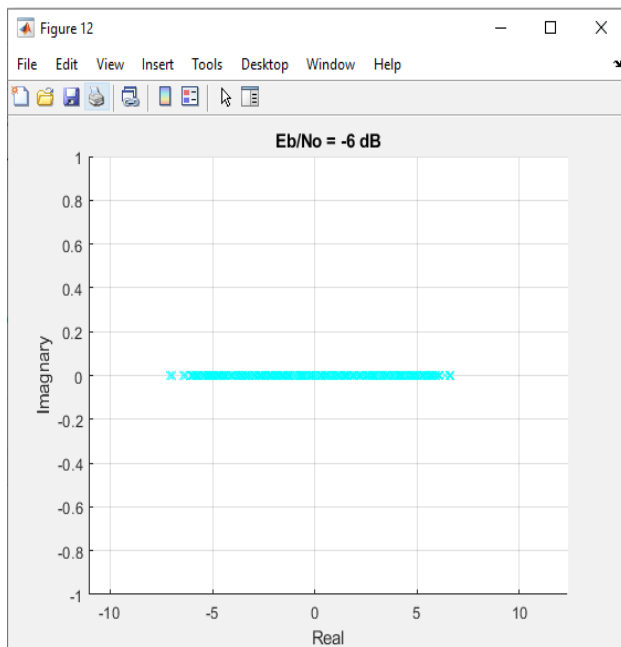 Figure 12
File Edit View Insert Tools Desktop Window Help
Eb/No = -6 dB
1
0.8
0.6
0.4
0.2
0
-0.2
-0.4
-0.6
-0.8
-1
Imagnary
-10 -5 0 5 10
Real